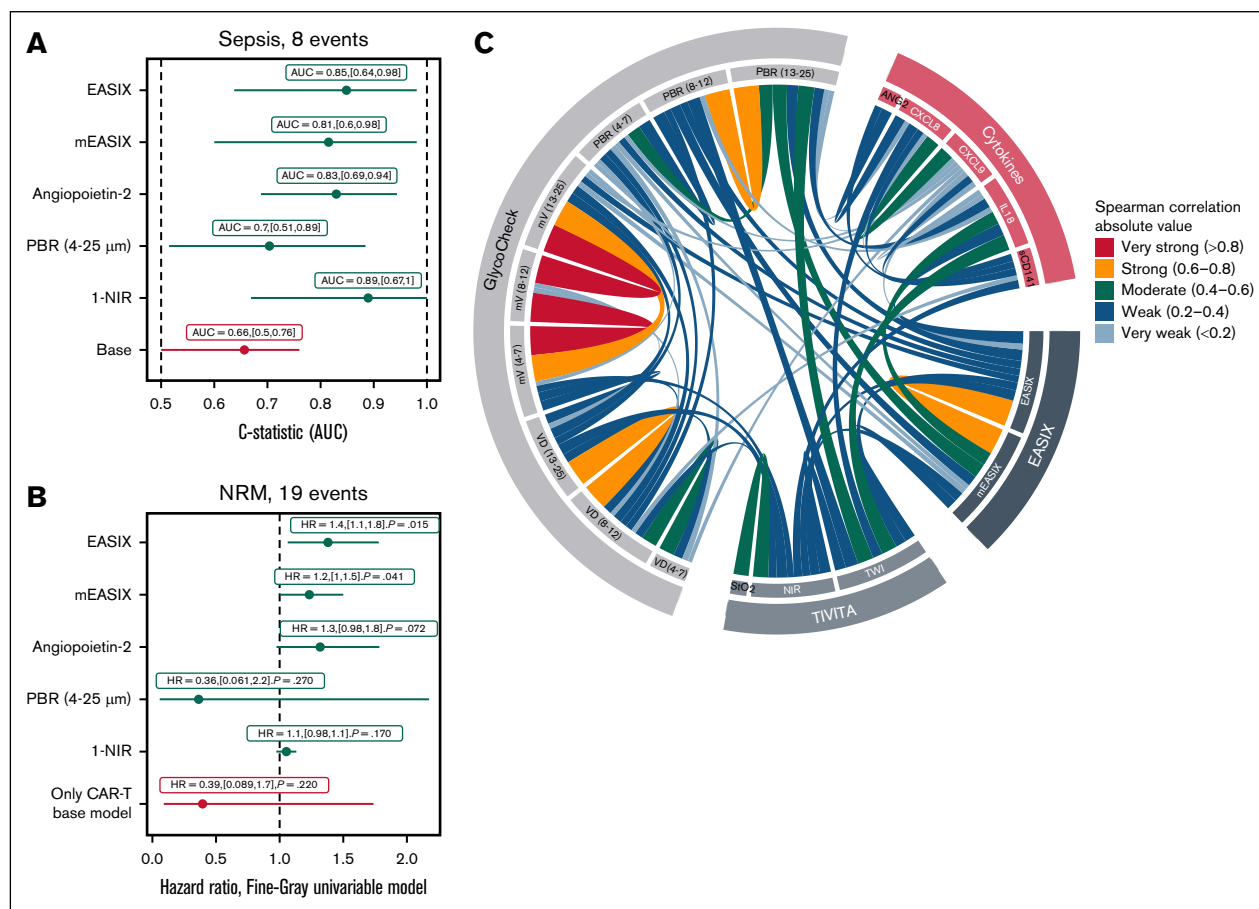 A
Sepsis, 8 events
EASIX
AUC = 0.85,[0.64,0.98]
mEASIX
AUC = 0.81,[0.6,0.98]
Angiopoietin-2
AUC = 0.83,[0.69,0.94]
PBR (4-25 μm)
AUC = 0.7,[0.51,0.89]
1-NIR
AUC = 0.89,[0.67,1]
Base
AUC = 0.66,[0.5,0.76]
0.5 0.6 0.7 0.8 0.9 1.0
C-statistic (AUC)
B
NRM, 19 events
EASIX
HR = 1.4,[1.1,1.8].P = .015
mEASIX
HR = 1.2,[1,1.5].P = .041
Angiopoietin-2
HR = 1.3,[0.98,1.8].P = .072
PBR (4-25 μm)
HR = 0.36,[0.061,2.2].P = .270
1-NIR
HR = 1.1,[0.98,1.1].P = .170
Only CAR-T
base model
HR = 0.39,[0.089,1.7],P = .220
0.0 0.5 1.0 1.5 2.0
Hazard ratio, Fine-Gray univariable model
C
GlycoCheck
VD(4-7)
VD (8-12)
VD (13-25)
mV (4-7)
mV (8-12)
mV (13-25)
PBR (4-7)
PBR (8-12)
PBR (13-25)
Cytokines
ANG2
CXCL8
CXCL9
IL18
sCD141
EASIX
EASIX
mEASIX
TIVITA
TWI
NIR
StO2
Spearman correlation
absolute value
Very strong (>0.8)
Strong (0.6–0.8)
Moderate (0.4–0.6)
Weak (0.2–0.4)
Very weak (<0.2)